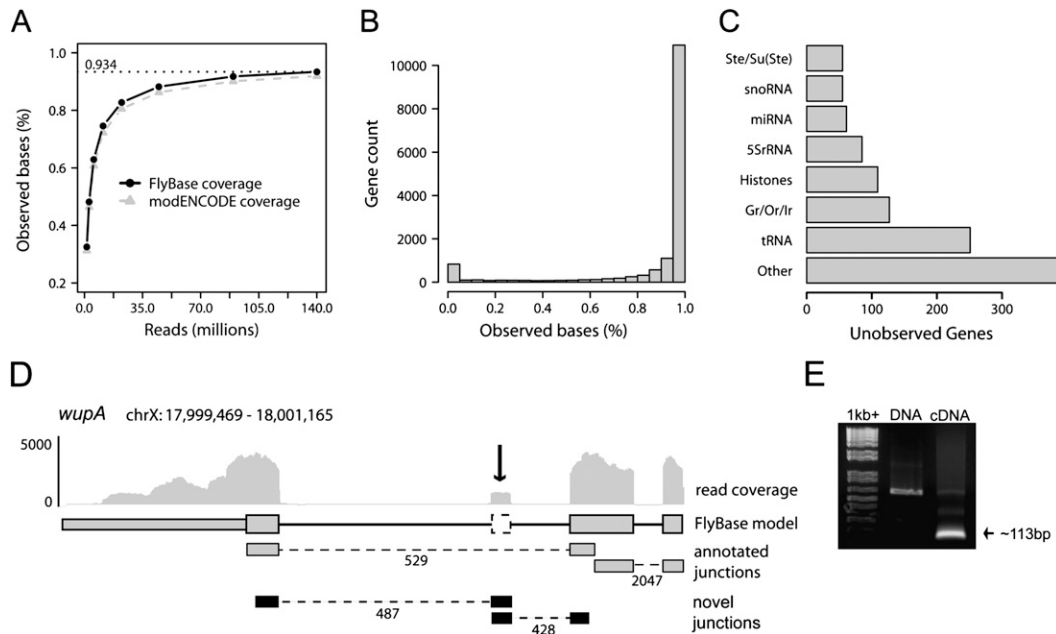 A
1.0
0.934
0.8
0.6
0.4
0.2
Observed bases (%)
FlyBase coverage
modENCODE coverage
0.0 35.0 70.0 105.0 140.0
Reads (millions)
B
10000
8000
6000
4000
2000
0
Gene count
0.0 0.2 0.4 0.6 0.8 1.0
Observed bases (%)
C
Ste/Su(Ste)
snoRNA
miRNA
5SrRNA
Histones
Gr/Or/Ir
tRNA
Other
0 100 200 300
Unobserved Genes
D
wupA chrX: 17,999,469 - 18,001,165
5000
0
read coverage
FlyBase model
529
annotated
junctions
2047
487
novel
junctions
428
E
1kb+ DNA cDNA
~113bp